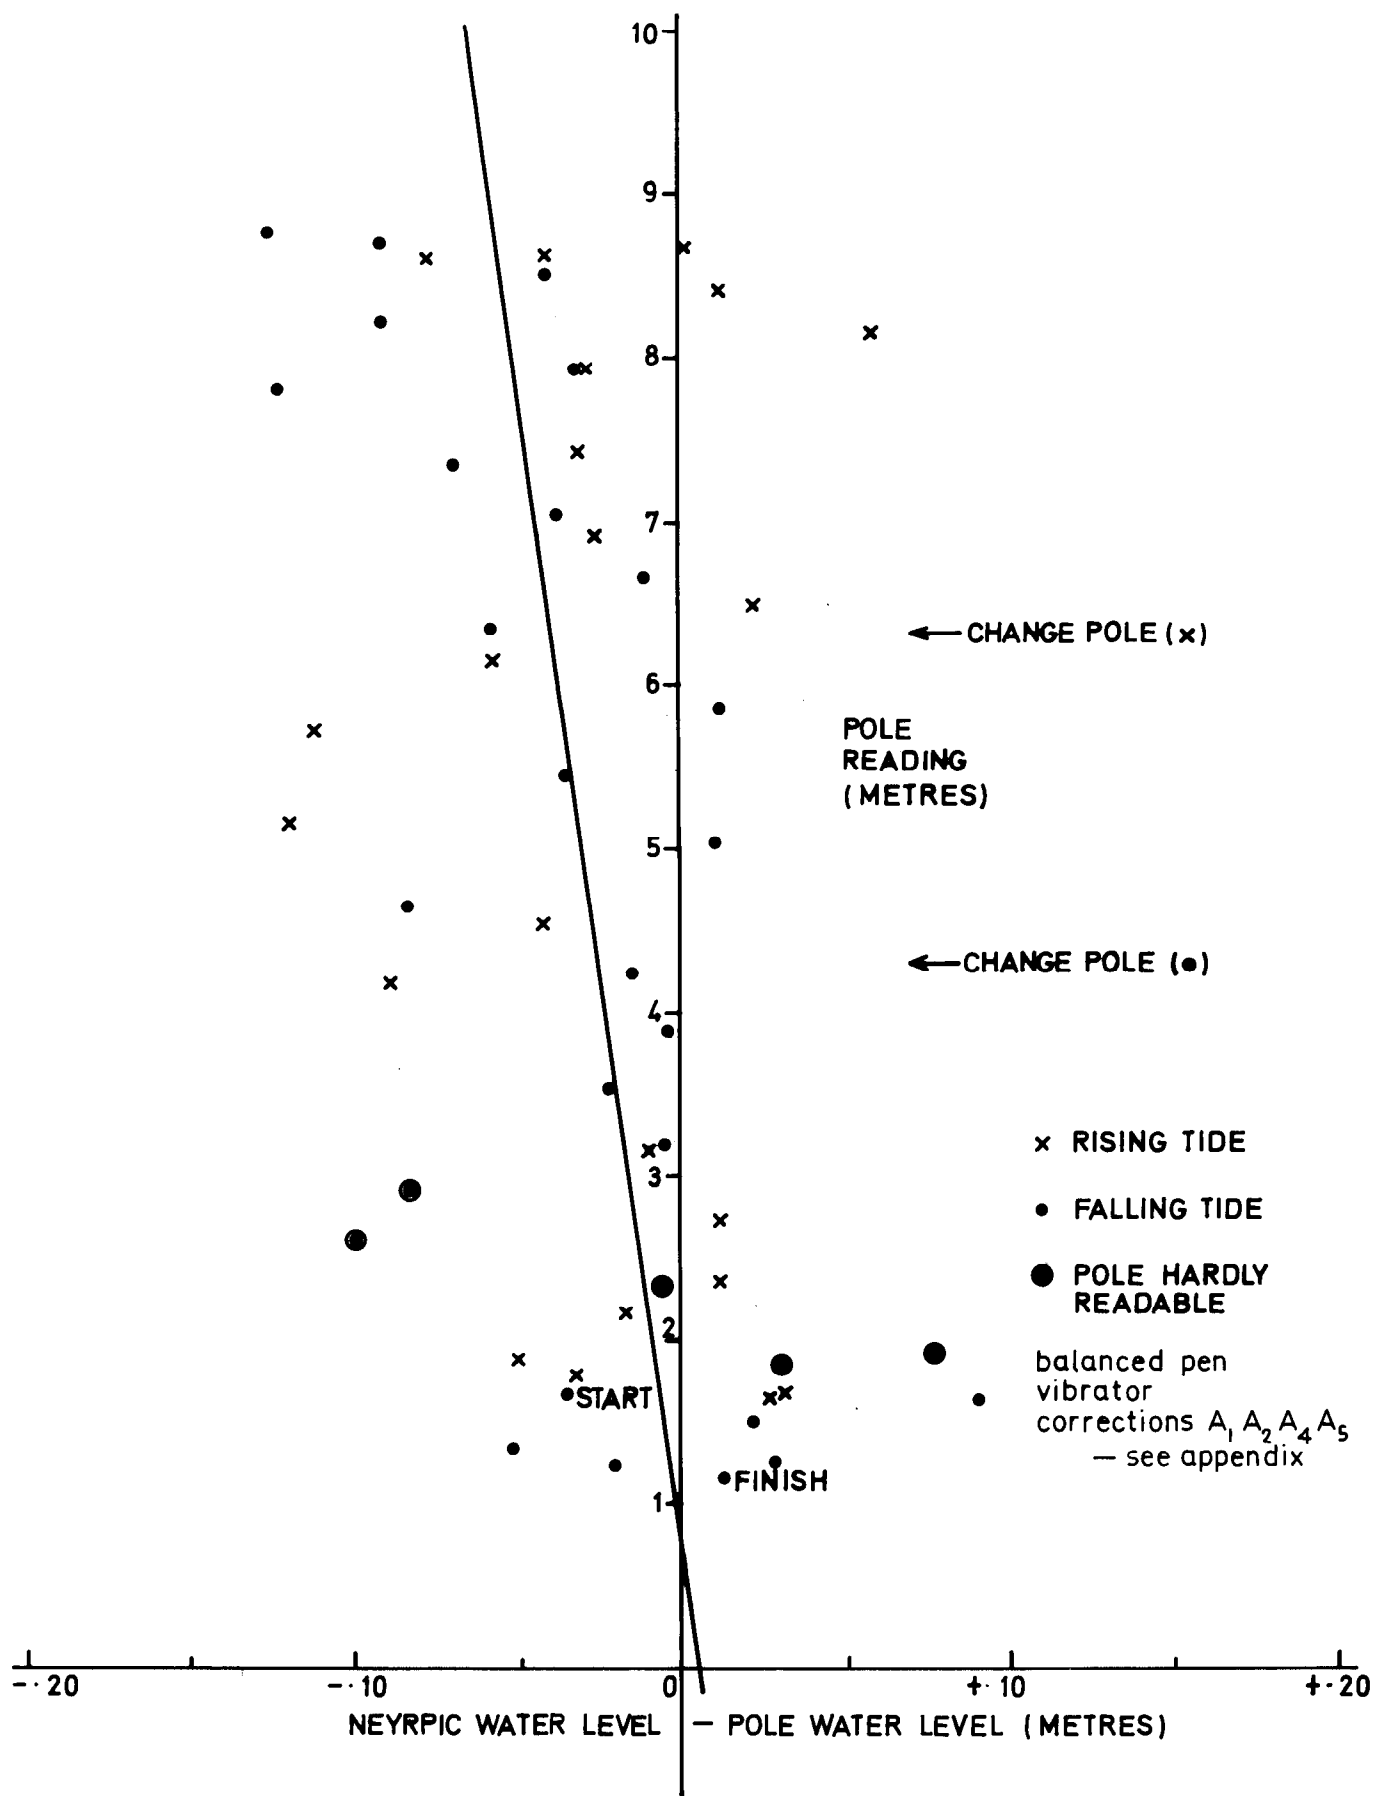 10
9
8
7
← CHANGE POLE (×)
6
POLE
READING
(METRES)
5
← CHANGE POLE (●)
4
× RISING TIDE
3
● FALLING TIDE
● POLE HARDLY
READABLE
2
balanced pen
vibrator
START
corrections A₁ A₂ A₄ A₅
— see appendix
FINISH
1
-·20
-·10
0
+·10
+·20
NEYRPIC WATER LEVEL — POLE WATER LEVEL (METRES)